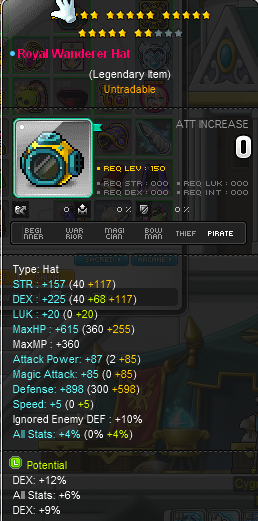 Royal Wanderer Hat
(Legendary Item)
Untradable
ATT INCREASE
0
REQ LEV : 150
REQ STR : 000
REQ LUK : 000
REQ DEX : 000
REQ INT : 000
0 0 % 0 %
BEGINNER WARRIOR MAGICIAN BOWMAN THIEF PIRATE
Type: Hat
STR : +157 (40 +117)
DEX : +225 (40 +68 +117)
LUK : +20 (0 +20)
MaxHP : +615 (360 +255)
MaxMP : +360
Attack Power: +87 (2 +85)
Magic Attack: +85 (0 +85)
Defense: +898 (300 +598)
Speed: +5 (0 +5)
Ignored Enemy DEF : +10%
All Stats: +4% (0% +4%)
L Potential
DEX: +12%
All Stats: +6%
DEX: +9%